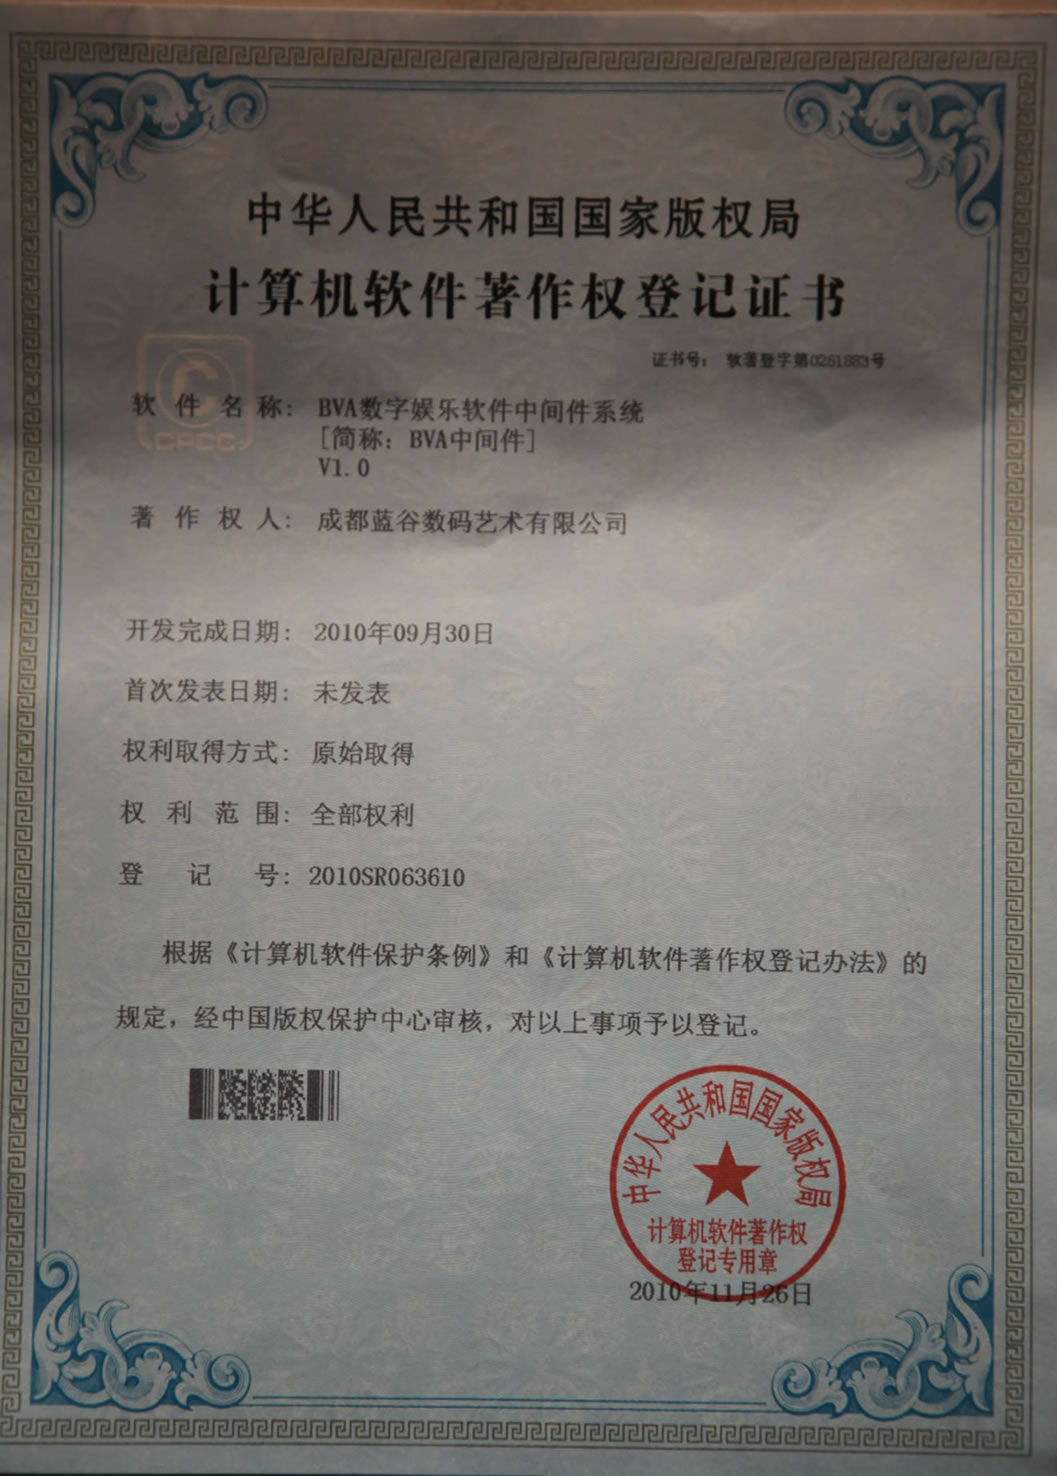 中华人民共和国国家版权局
计算机软件著作权登记证书
证书号： 软著登字第0251883号
CPCC
软件名称： BVA数字娱乐软件中间件系统
[简称：BVA中间件]
V1.0
著作权人： 成都蓝谷数码艺术有限公司
开发完成日期： 2010年09月30日
首次发表日期： 未发表
权利取得方式： 原始取得
权利范围： 全部权利
登记号： 2010SR063610
根据《计算机软件保护条例》和《计算机软件著作权登记办法》的
规定，经中国版权保护中心审核，对以上事项予以登记。
中华人民共和国国家版权局
计算机软件著作权
登记专用章
2010年11月26日